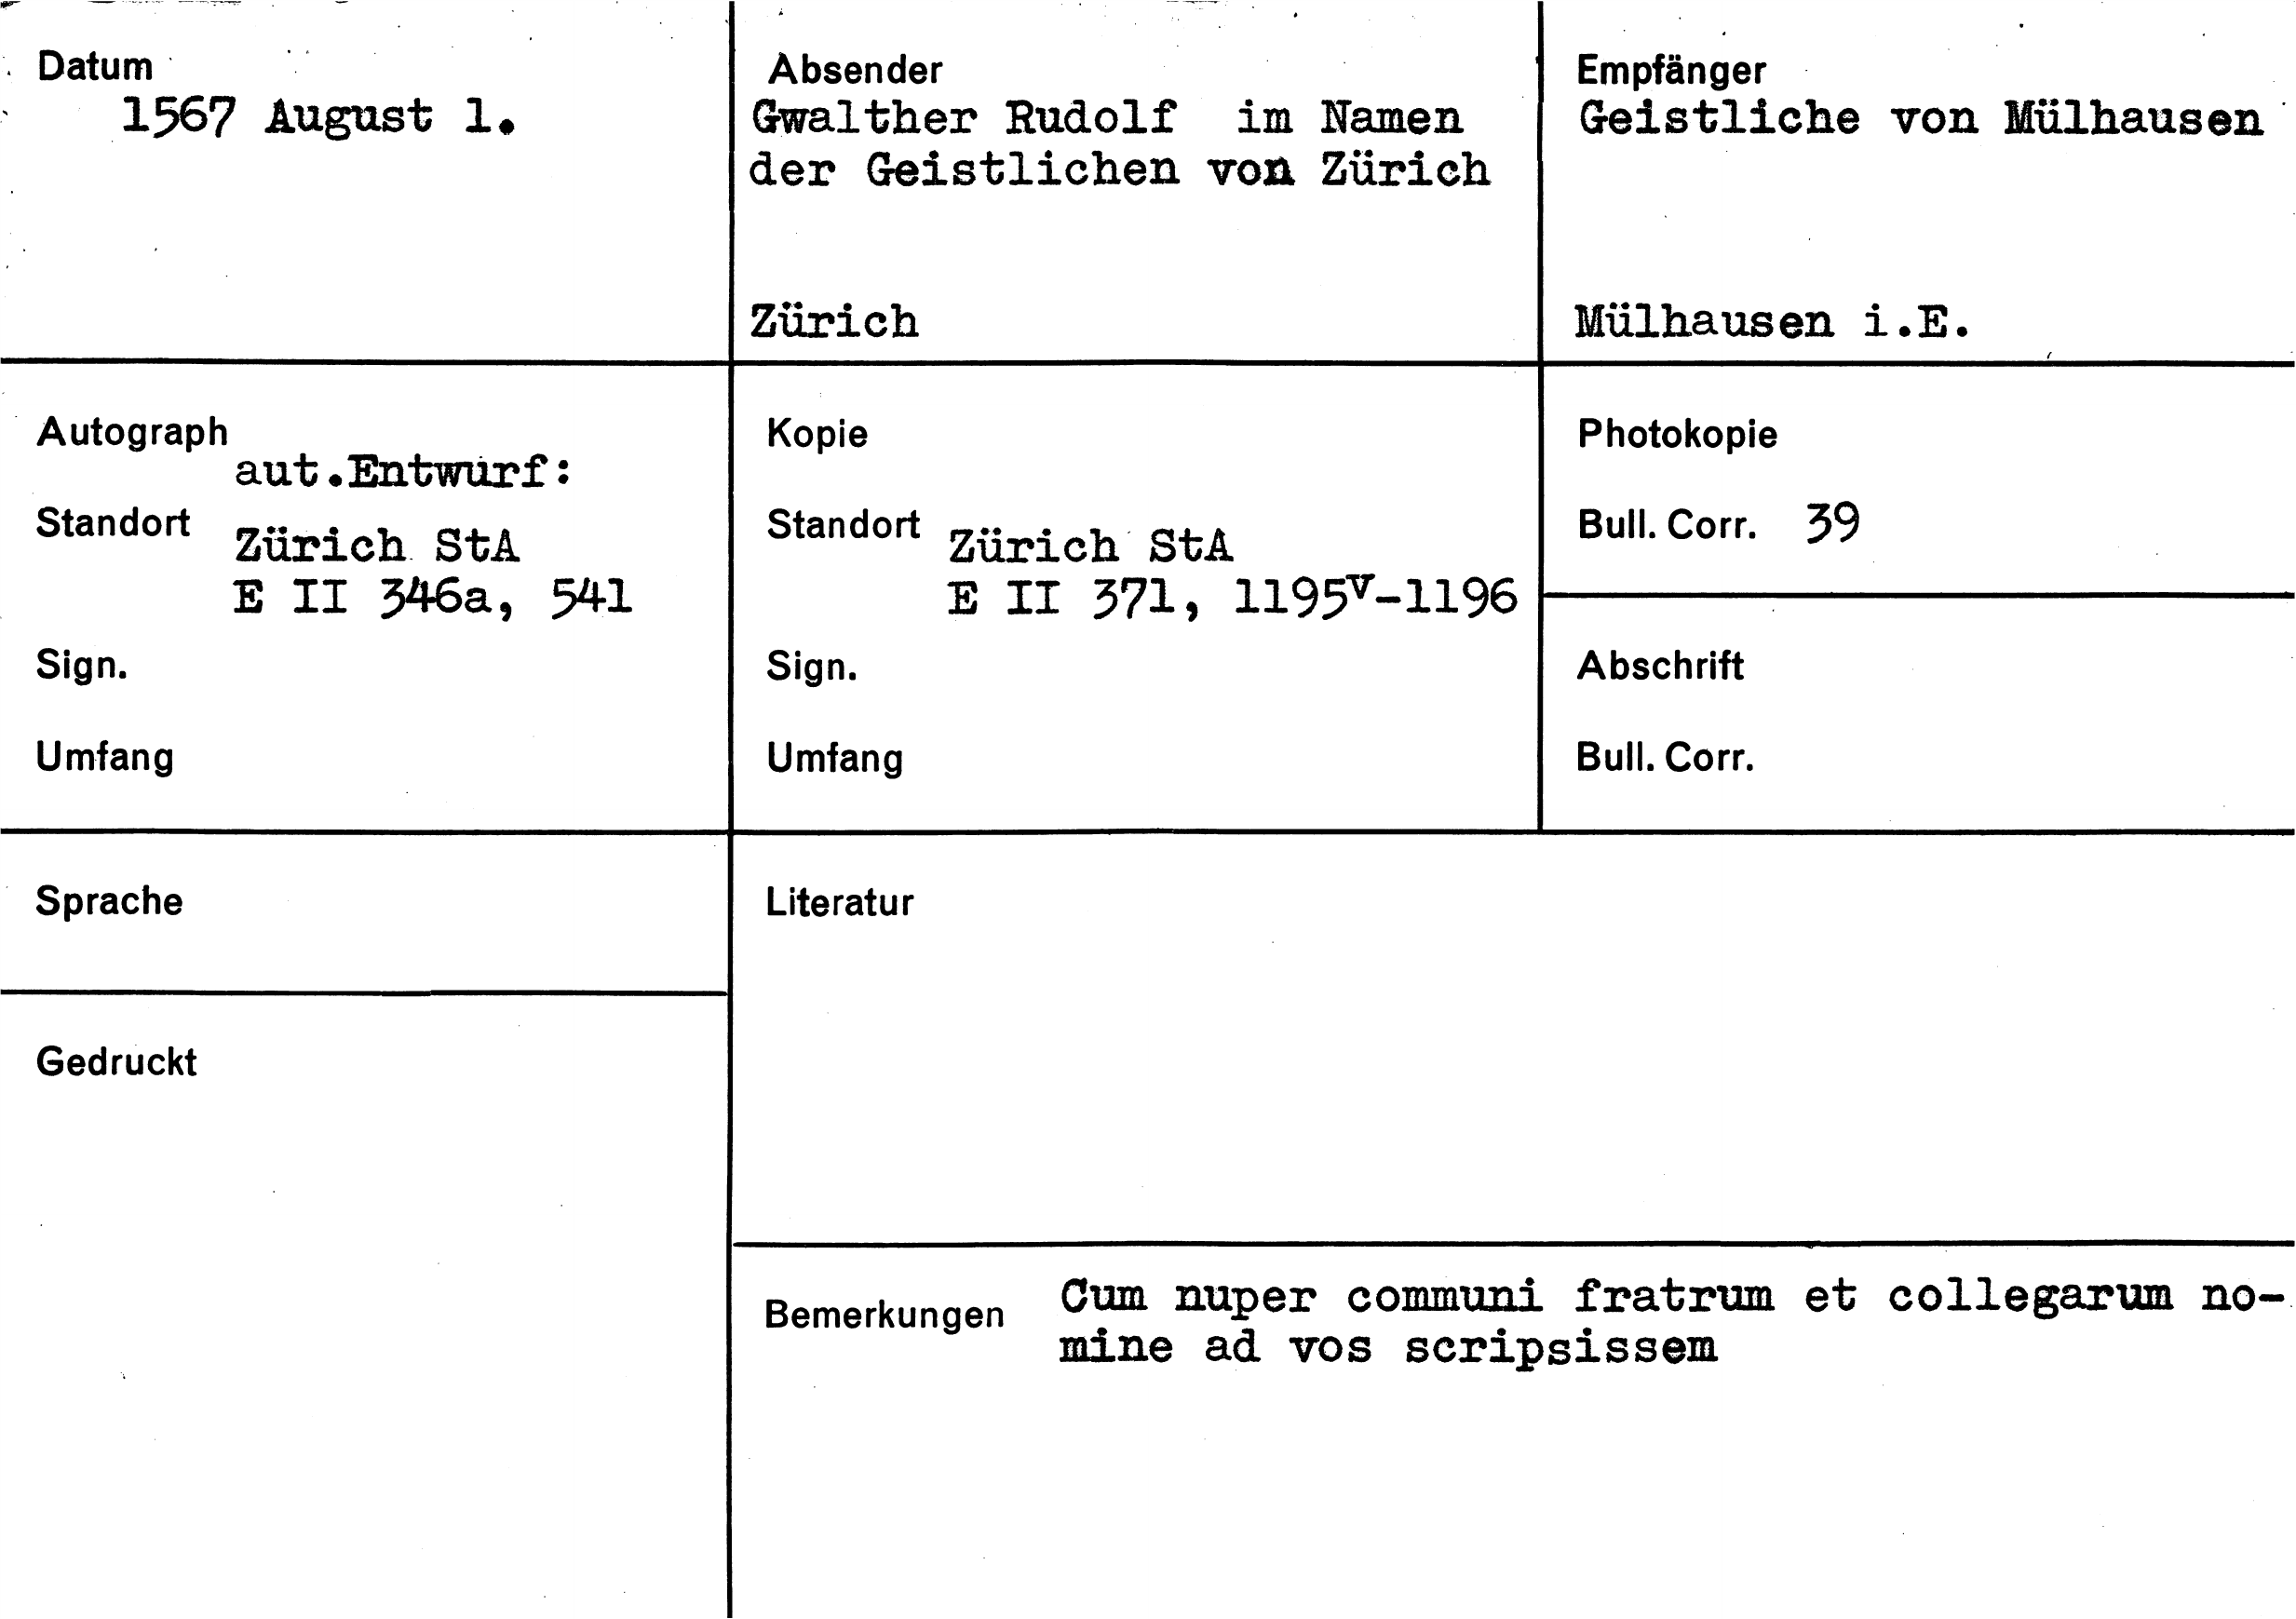 Datum
1567 August 1.
Absender
Gwalther Rudolf im Namen
der Geistlichen von Zürich
Zürich
Empfänger
Geistliche von Mülhausen
Mülhausen i.E.
Autograph
aut.Entwurf:
Standort
Zürich StA
E II 346a, 541
Sign.
Umfang
Kopie
Standort
Zürich StA
E II 371, 1195v-1196
Sign.
Umfang
Photokopie
Bull. Corr. 39
Abschrift
Bull. Corr.
Sprache
Literatur
Gedruckt
Bemerkungen
Cum nuper communi fratrum et collegarum no-
mine ad vos scripsissem